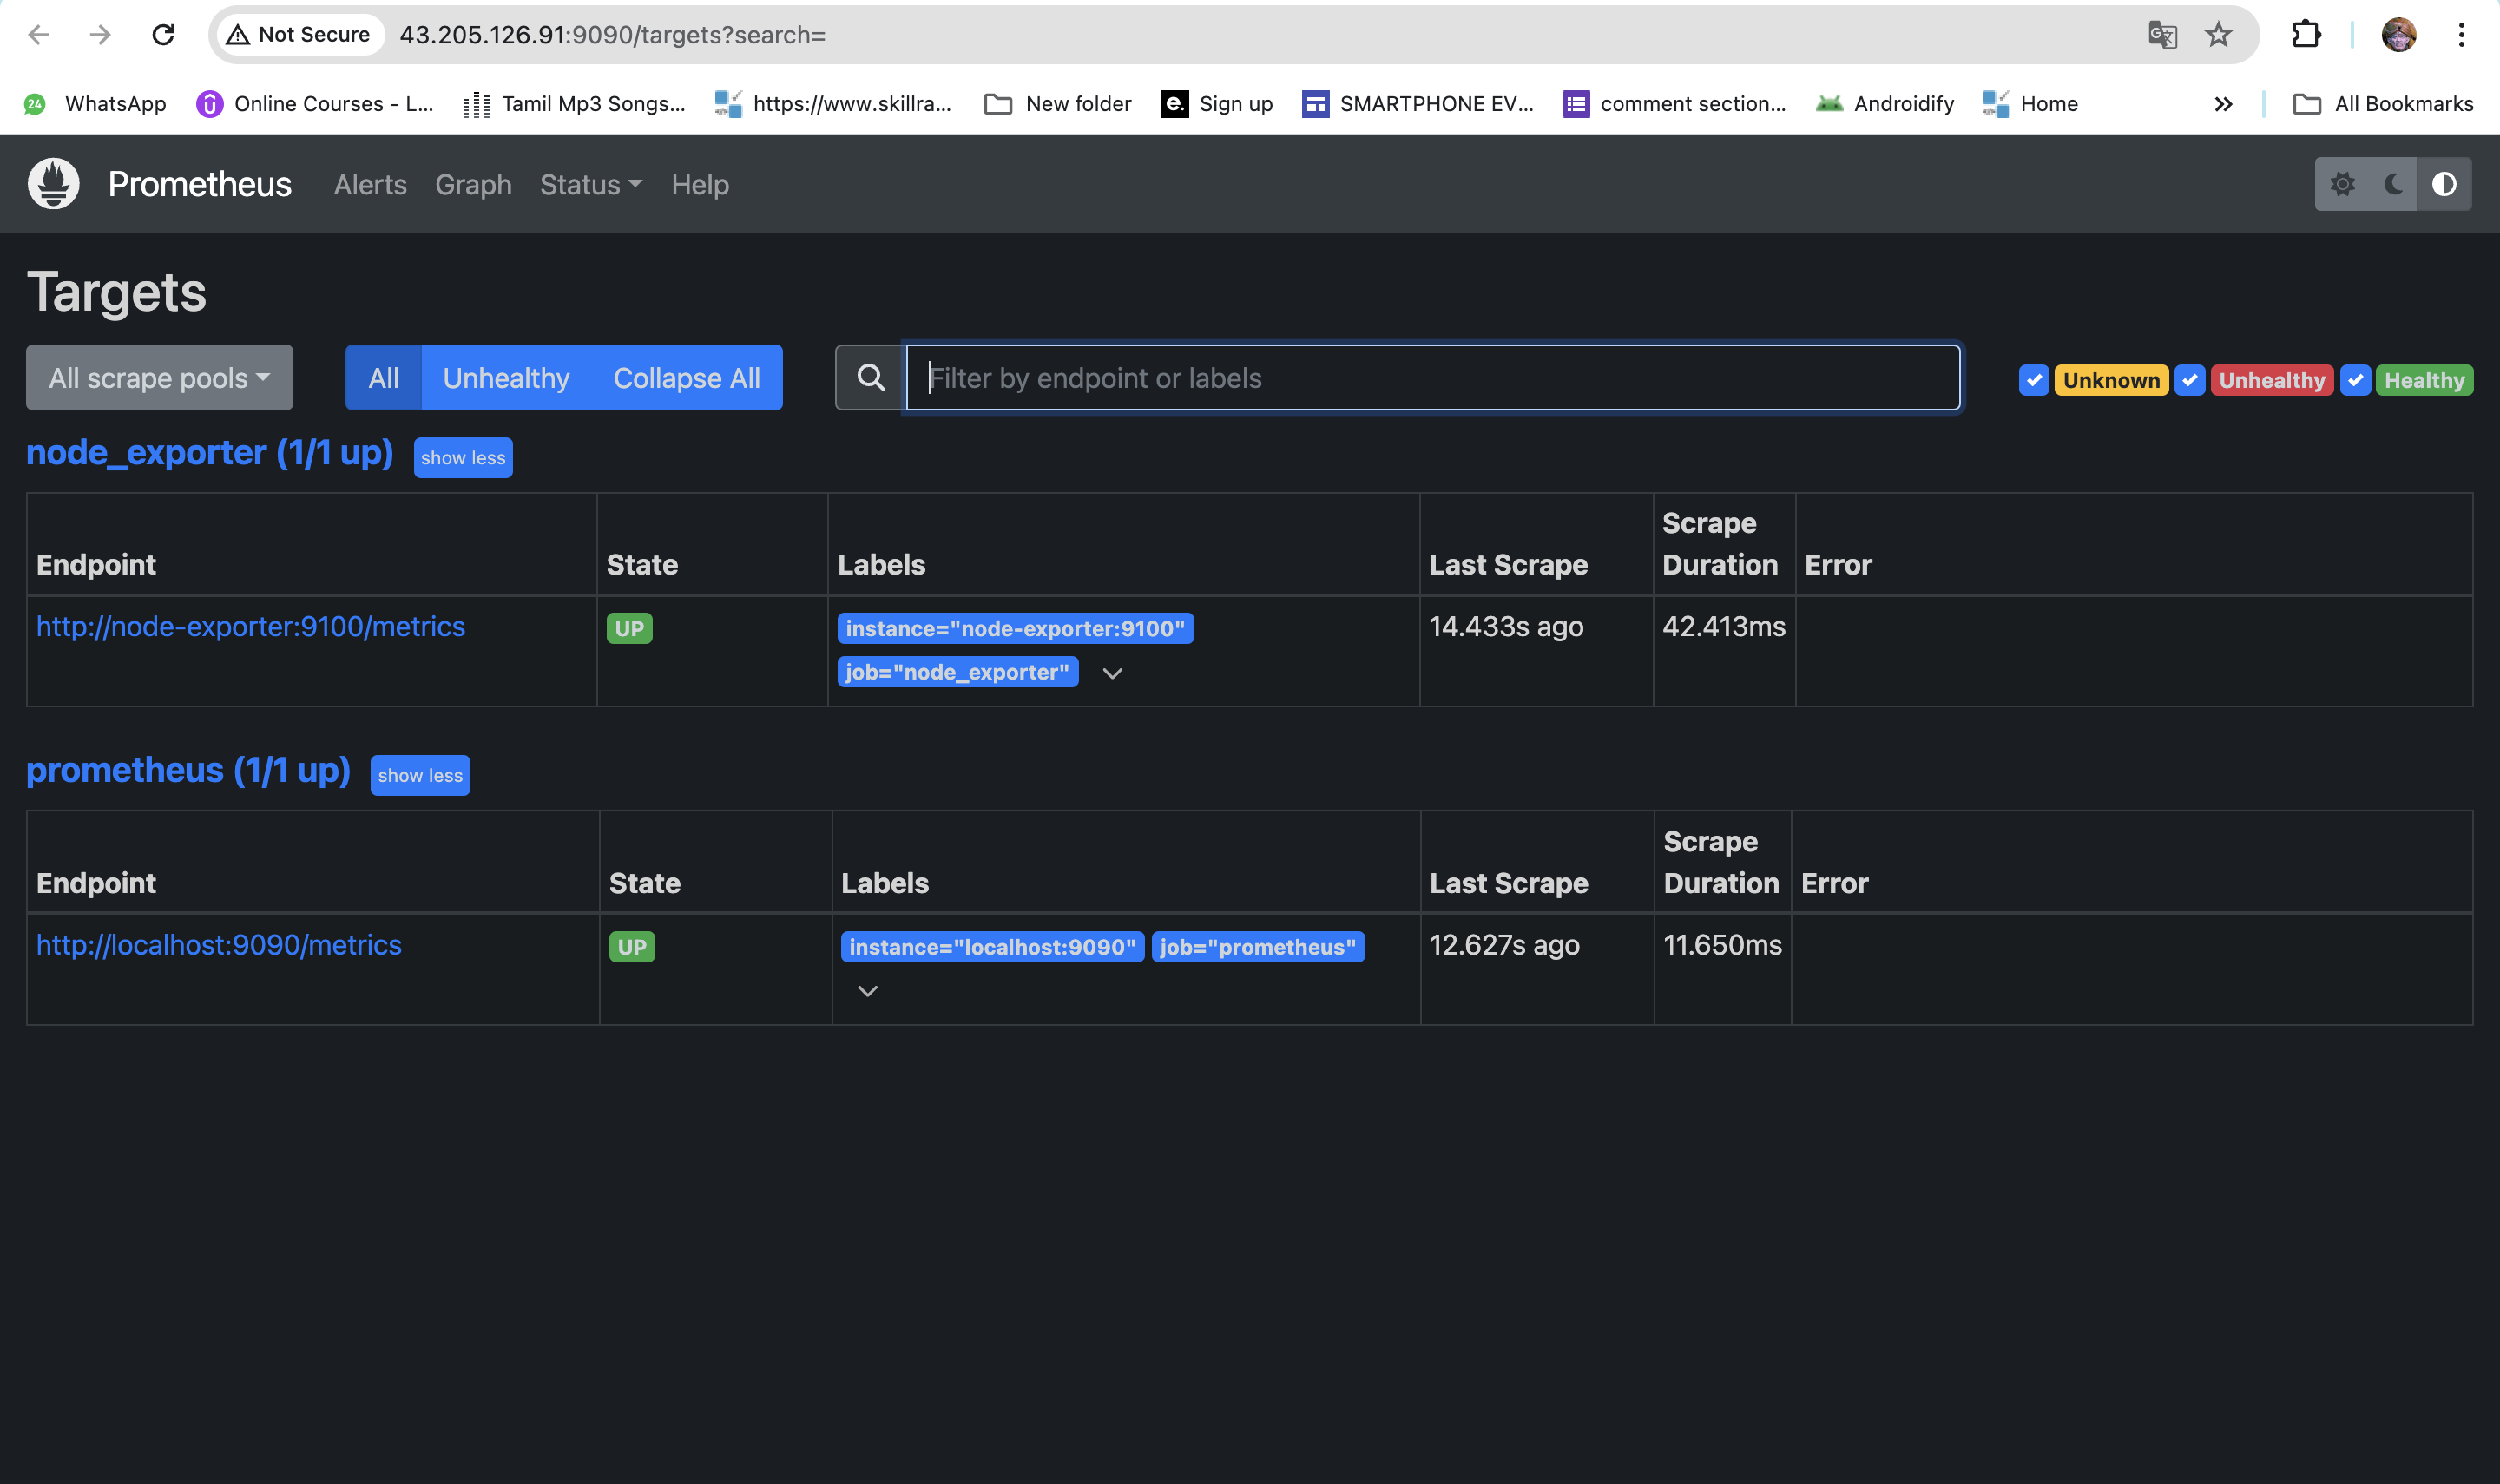 Not Secure 43.205.126.91:9090/targets?search=
24 WhatsApp Online Courses - L... Tamil Mp3 Songs... https://www.skillra... New folder e. Sign up SMARTPHONE EV... comment section... Androidify Home All Bookmarks
Prometheus Alerts Graph Status Help
Targets
All scrape pools All Unhealthy Collapse All Filter by endpoint or labels Unknown Unhealthy Healthy
node_exporter (1/1 up) show less
Endpoint State Labels Last Scrape Scrape Duration Error
http://node-exporter:9100/metrics UP instance="node-exporter:9100" 14.433s ago 42.413ms
job="node_exporter"
prometheus (1/1 up) show less
Endpoint State Labels Last Scrape Scrape Duration Error
http://localhost:9090/metrics UP instance="localhost:9090" job="prometheus" 12.627s ago 11.650ms